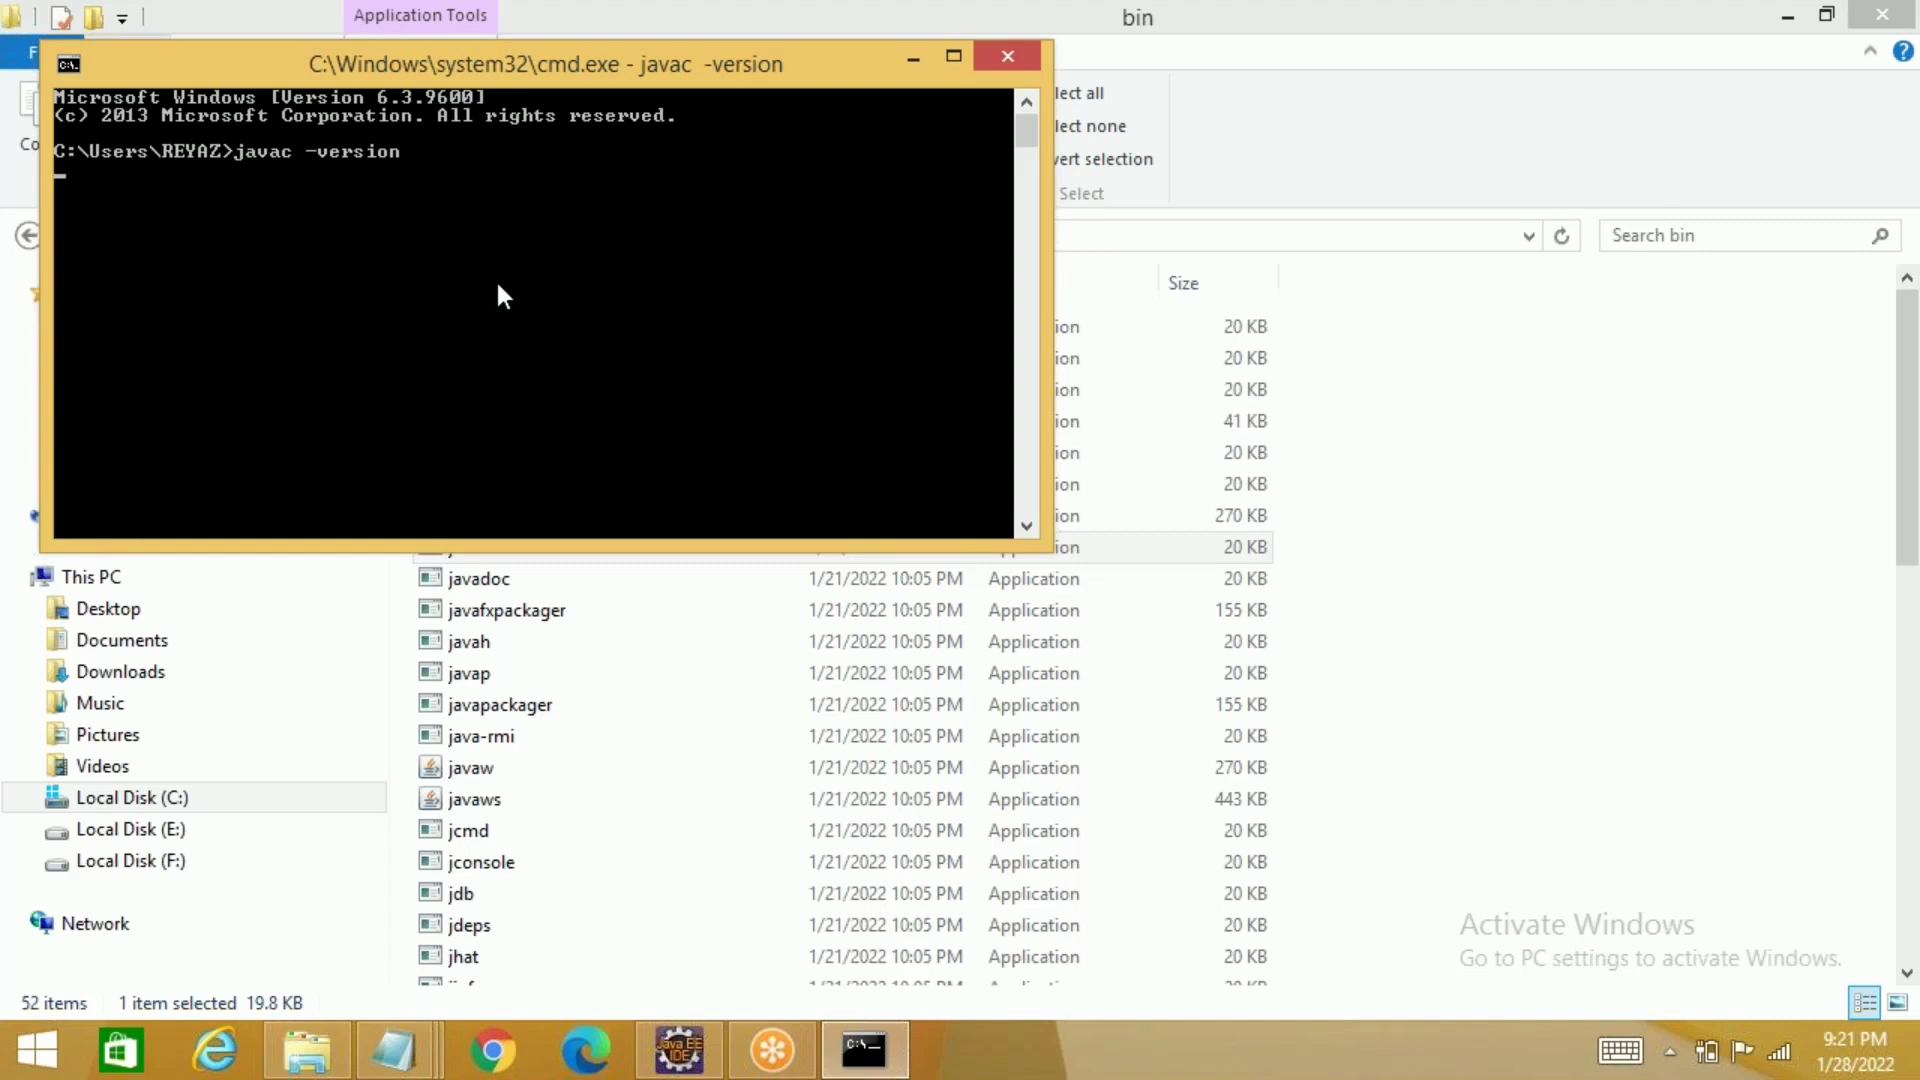 Application Tools
bin
F
C:\Windows\system32\cmd.exe - javac -version
Microsoft Windows [Version 6.3.9600]
(c) 2013 Microsoft Corporation. All rights reserved.
C:\Users\REYAZ>javac -version
Co
lect all
lect none
vert selection
Select
Search bin
Size
ion 20 KB
ion 20 KB
ion 20 KB
ion 41 KB
ion 20 KB
ion 20 KB
ion 270 KB
ion 20 KB
This PC
Desktop
Documents
Downloads
Music
Pictures
Videos
Local Disk (C:)
Local Disk (E:)
Local Disk (F:)
Network
javadoc 1/21/2022 10:05 PM Application 20 KB
javafxpackager 1/21/2022 10:05 PM Application 155 KB
javah 1/21/2022 10:05 PM Application 20 KB
javap 1/21/2022 10:05 PM Application 20 KB
javapackager 1/21/2022 10:05 PM Application 155 KB
java-rmi 1/21/2022 10:05 PM Application 20 KB
javaw 1/21/2022 10:05 PM Application 270 KB
javaws 1/21/2022 10:05 PM Application 443 KB
jcmd 1/21/2022 10:05 PM Application 20 KB
jconsole 1/21/2022 10:05 PM Application 20 KB
jdb 1/21/2022 10:05 PM Application 20 KB
jdeps 1/21/2022 10:05 PM Application 20 KB
jhat 1/21/2022 10:05 PM Application 20 KB
Activate Windows
Go to PC settings to activate Windows.
52 items 1 item selected 19.8 KB
Java EE
IDE
9:21 PM
1/28/2022